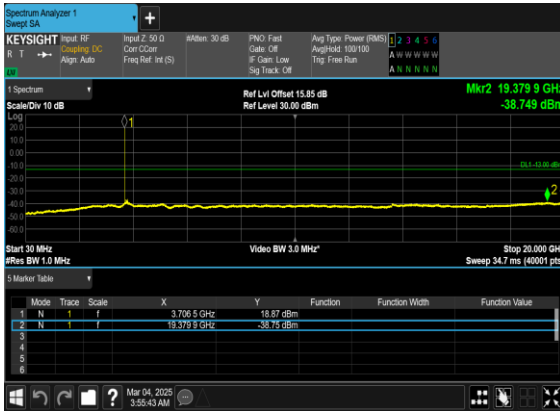 Spectrum Analyzer 1
Swept SA
+
KEYSIGHT Input: RF Input Z: 50 Ω #Atten: 30 dB PNO: Fast Avg Type: Power (RMS) 1 2 3 4 5 6
R T Coupling: DC Corr CCorr Gate: Off Avg|Hold: 100/100 A W W W W W
Align: Auto Freq Ref: Int (S) IF Gain: Low Trig: Free Run
Sig Track: Off A N N N N N
LXI
1 Spectrum Ref Lvl Offset 15.85 dB Mkr2 19.379 9 GHz
Scale/Div 10 dB Ref Level 30.00 dBm -38.749 dBm
Log
20.0
10.0
0.00
-10.0
-20.0
-30.0
-40.0
-50.0
-60.0
1
DL1 -13.00 dBm
2
Start 30 MHz Video BW 3.0 MHz* Stop 20.000 GHz
#Res BW 1.0 MHz Sweep 34.7 ms (40001 pts)
5 Marker Table
Mode Trace Scale X Y Function Function Width Function Value
1 N 1 f 3.706 5 GHz 18.87 dBm
2 N 1 f 19.379 9 GHz -38.75 dBm
3
4
5
6
? Mar 04, 2025
3:55:43 AM